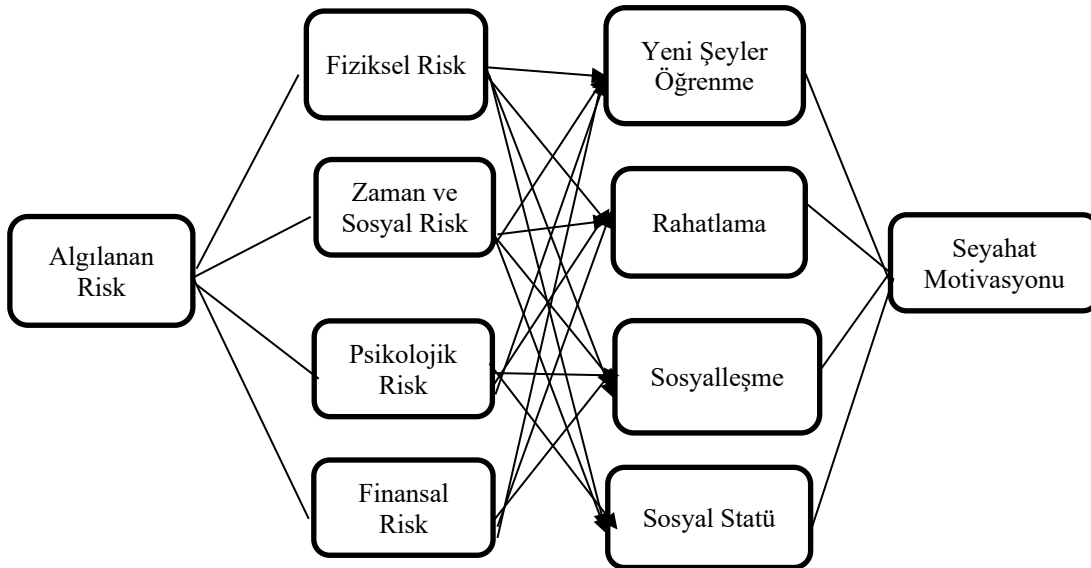 Algılanan
Risk
Fiziksel Risk
Zaman ve
Sosyal Risk
Psikolojik
Risk
Finansal
Risk
Yeni Şeyler
Öğrenme
Rahatlama
Sosyalleşme
Sosyal Statü
Seyahat
Motivasyonu